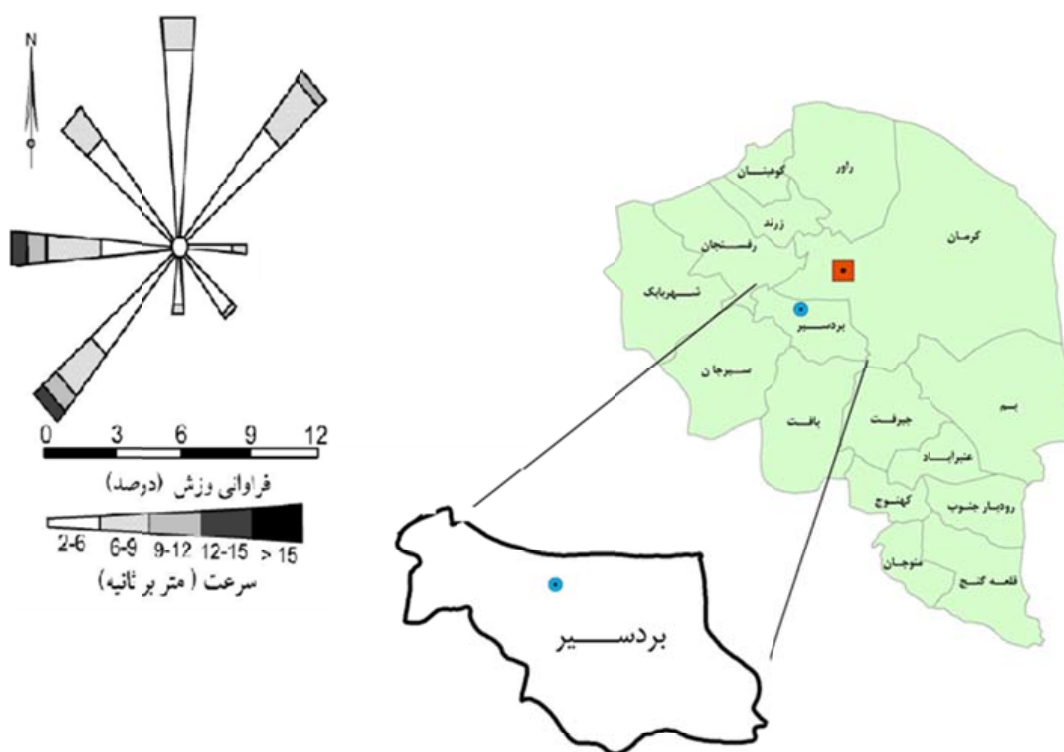 N
0 3 6 9 12
فراوانی وزش (درصد)
2-6 6-9 9-12 12-15 > 15
سرعت ( متر بر ثانیه)
کوهبنان
راور
زرند
کرمان
رفسنجان
شهربابک
بردسیر
سیرجان
بافت
جیرفت
بم
عنبرآباد
کهنوج
رودبار جنوب
منوجان
قلعه گنج
بردسیر